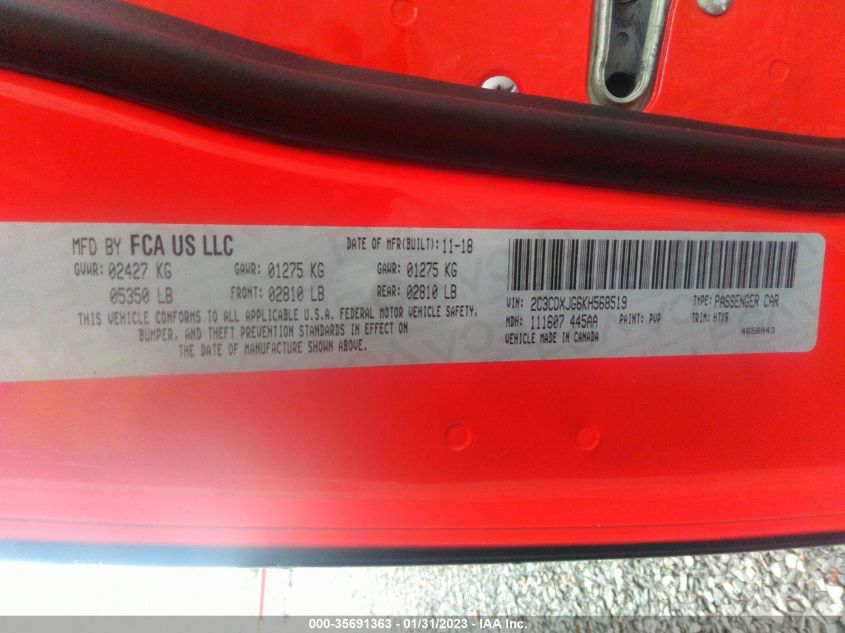 MFD BY FCA US LLC
DATE OF MFR(BUILT): 11-18
GVWR: 02427 KG
GAWR: 01275 KG
GAWR: 01275 KG
05350 LB
FRONT: 02810 LB
REAR: 02810 LB
THIS VEHICLE CONFORMS TO ALL APPLICABLE U.S.A. FEDERAL MOTOR VEHICLE SAFETY,
BUMPER, AND THEFT PREVENTION STANDARDS IN EFFECT ON
THE DATE OF MANUFACTURE SHOWN ABOVE.
VIN: 2C3CDXJG6KH568519
TYPE: PASSENGER CAR
MDH: 111607 445AA
PAINT: PVP
TRIM: HTX9
VEHICLE MADE IN CANADA
4658843
000-35691363 - 01/31/2023 - IAA Inc.